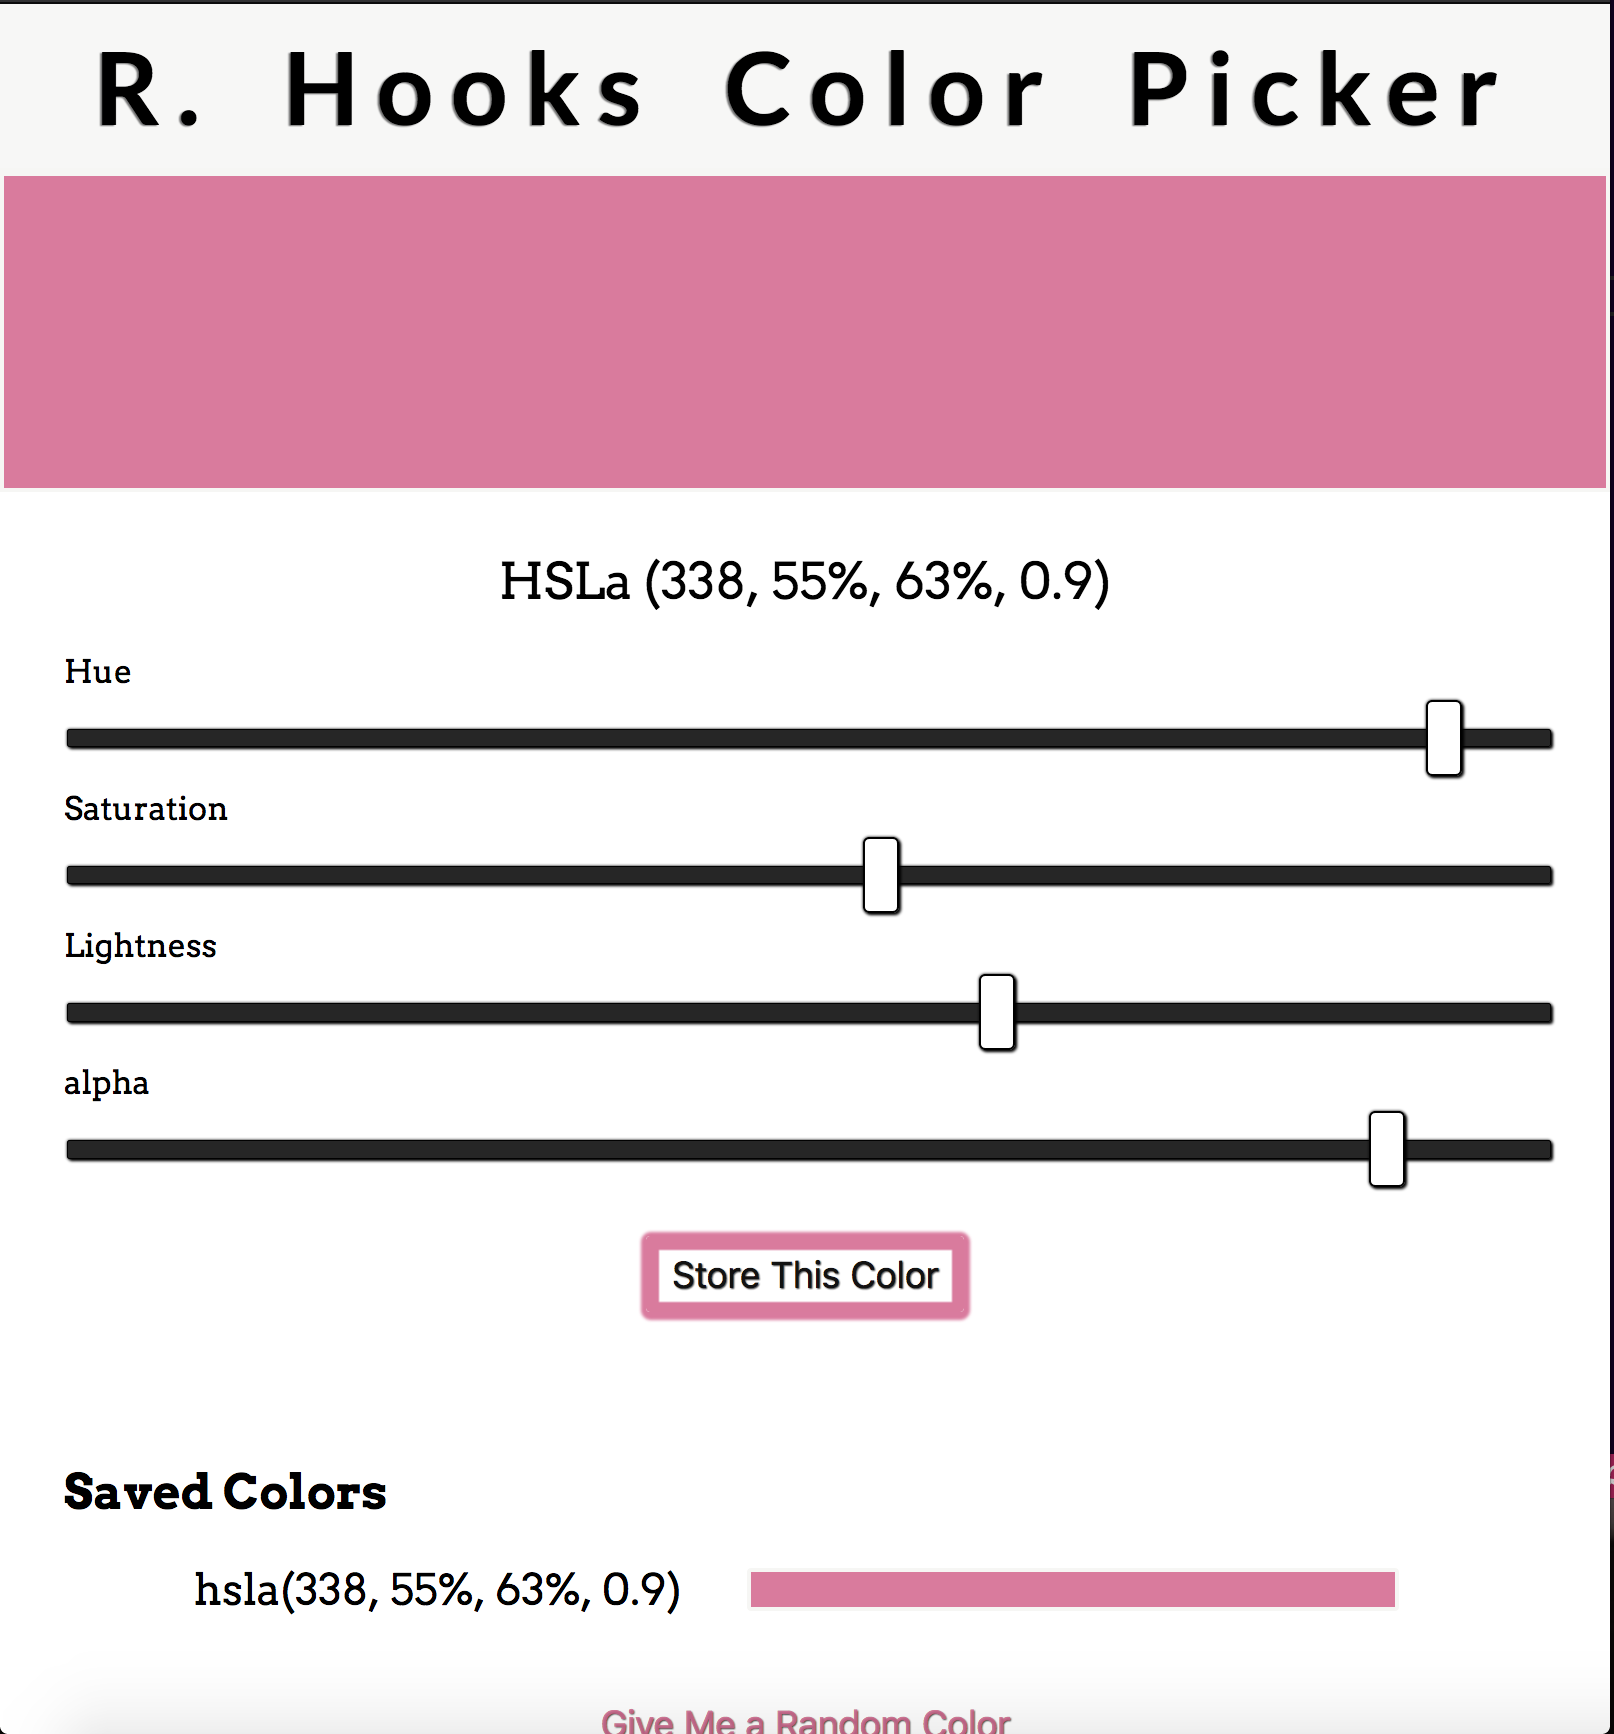 R. Hooks Color Picker
HSLa (338, 55%, 63%, 0.9)
Hue
Saturation
Lightness
alpha
Store This Color
Saved Colors
hsla(338, 55%, 63%, 0.9)
Give Me a Random Color